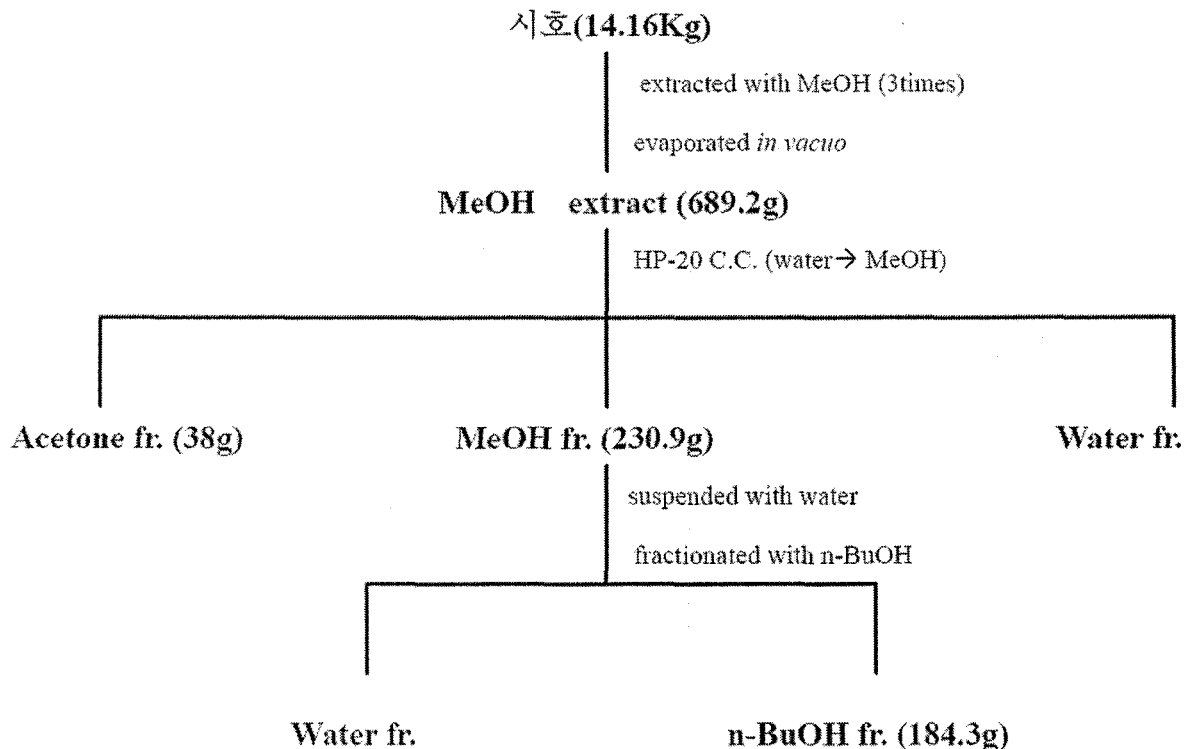 시호(14.16Kg)
extracted with MeOH (3times)
evaporated in vacuo
MeOH extract (689.2g)
HP-20 C.C. (water→ MeOH)
Acetone fr. (38g)
MeOH fr. (230.9g)
Water fr.
suspended with water
fractionated with n-BuOH
Water fr.
n-BuOH fr. (184.3g)